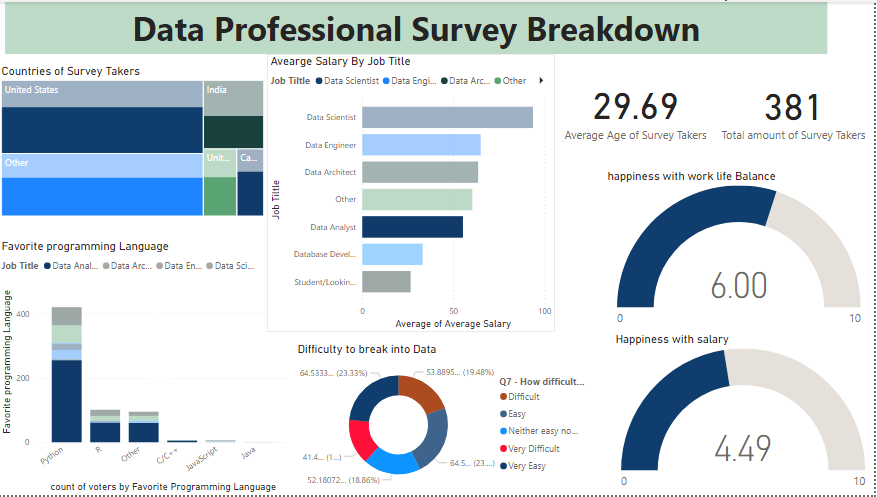 Data Professional Survey Breakdown
Countries of Survey Takers
United States
India
Other
Unit...
Ca...
Avearge Salary By Job Title
Job Tiltle Data Scientist Data Engi... Data Arc... Other
Job Tiltle
Data Scientist
Data Engineer
Data Architect
Other
Data Analyst
Database Devel...
Student/Lookin...
0 50 100
Average of Average Salary
29.69
Average Age of Survey Takers
381
Total amount of Survey Takers
happiness with work life Balance
6.00
0 10
Happiness with salary
4.49
0 10
Favorite programming Language
Job Title Data Anal... Data Arc... Data En... Data Sci...
Favorite programming Language
400
200
0
Python R Other C/C++ JavaScript Java
count of voters by Favorite Programming Language
Difficulty to break into Data
64.5333... (23.33%)
53.8895... (19.48%)
41.4... (1...)
64.5... (23....)
52.18072... (18.86%)
Q7 - How difficult...
Difficult
Easy
Neither easy no...
Very Difficult
Very Easy